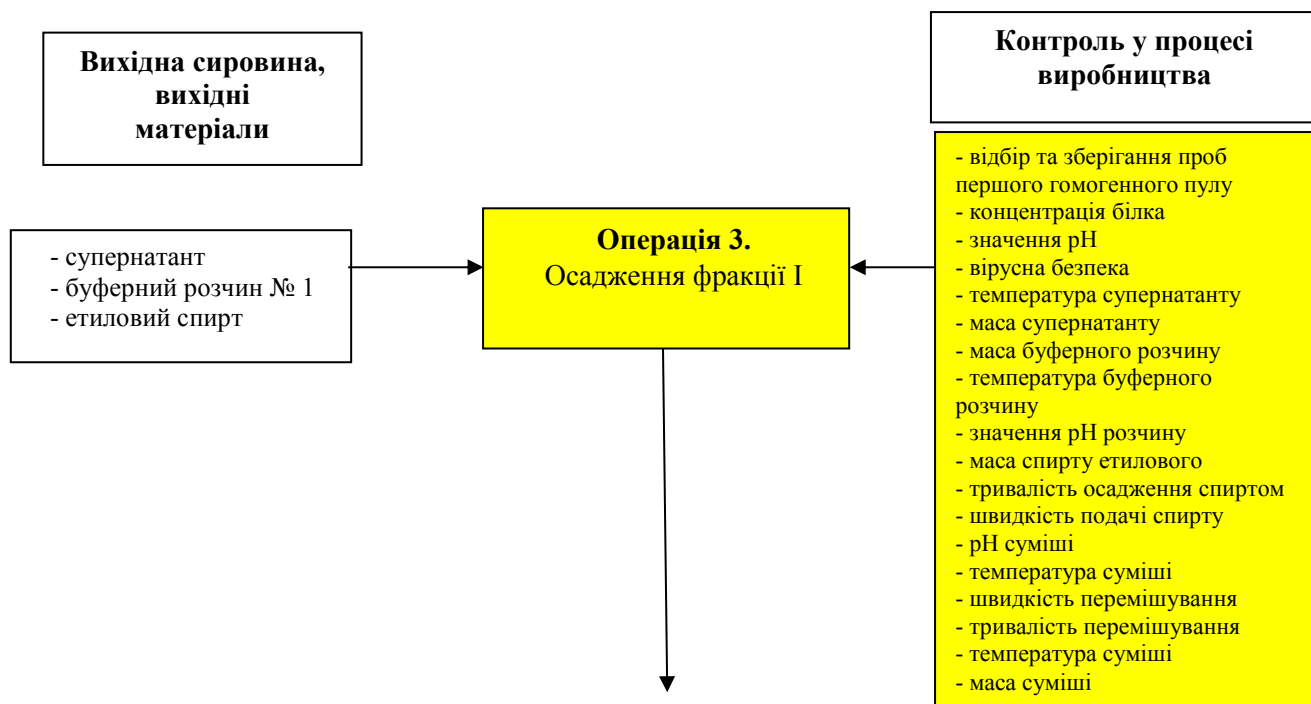 Вихідна сировина,
вихідні
матеріали
Контроль у процесі
виробництва
- супернатант
- буферний розчин № 1
- етиловий спирт
Операція 3.
Осадження фракції І
- відбір та зберігання проб
першого гомогенного пулу
- концентрація білка
- значення рН
- вірусна безпека
- температура супернатанту
- маса супернатанту
- маса буферного розчину
- температура буферного
розчину
- значення рН розчину
- маса спирту етилового
- тривалість осадження спиртом
- швидкість подачі спирту
- рН суміші
- температура суміші
- швидкість перемішування
- тривалість перемішування
- температура суміші
- маса суміші